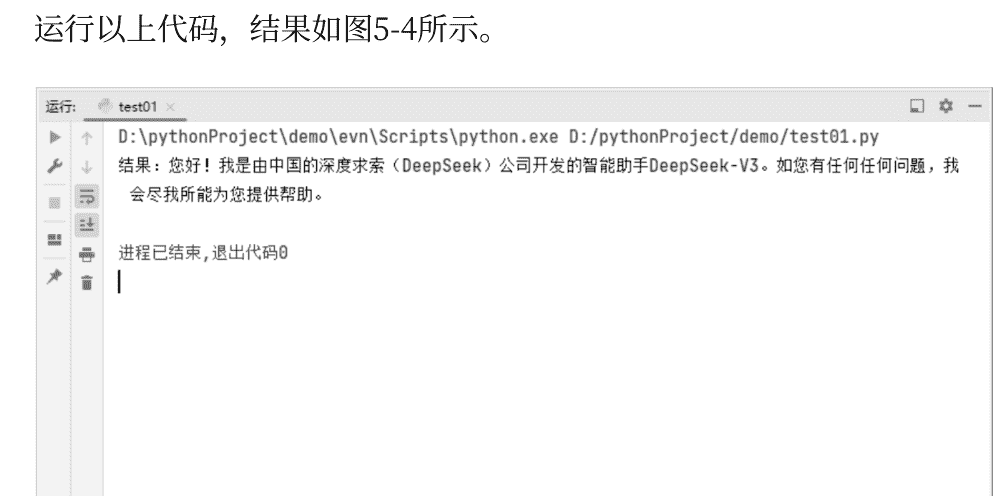 运行以上代码，结果如图5-4所示。
运行: test01
D:\pythonProject\demo\evn\Scripts\python.exe D:/pythonProject/demo/test01.py
结果：您好！我是由中国的深度求索（DeepSeek）公司开发的智能助手DeepSeek-V3。如您有任何任何问题，我
会尽我所能为您提供帮助。
进程已结束,退出代码0